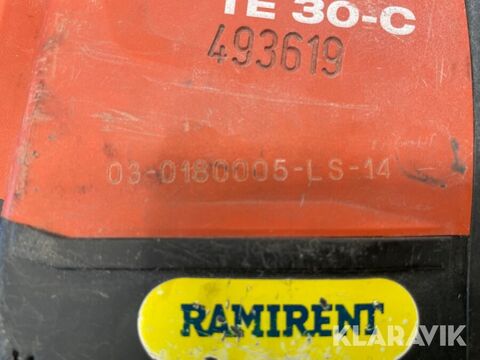 TE 30-C
493619
03-0180005-LS-14
RAMIRENT
KLARAVIK